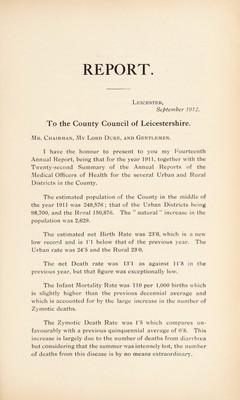 REPORT.
LEICESTER,
September 1912.
To the County Council of Leicestershire.
MR. CHAIRMAN, MY LORD DUKE, AND GENTLEMEN.
I have the honour to present to you my Fourteenth
Annual Report, being that for the year 1911, together with the
Twenty-second Summary of the Annual Reports of the
Medical Officers of Health for the several Urban and Rural
Districts in the County.
The estimated population of the County in the middle of
the year 1911 was 249,576; that of the Urban Districts being
98,700, and the Rural 150,876. The "natural" increase in the
population was 2,629.
The estimated net Birth Rate was 23·6, which is a new
low record and is 1·1 below that of the previous year. The
Urban rate was 24·5 and the Rural 23·0.
The net Death rate was 13·1 as against 11·8 in the
previous year, but that figure was exceptionally low.
The Infant Mortality Rate was 110 per 1,000 births which
is slightly higher than the previous decennial average and
which is accounted for by the large increase in the number of
Zymotic deaths.
The Zymotic Death Rate was 1·5 which compares un-
favourably with a previous quinquennial average of 0·8. This
increase is largely due to the number of deaths from diarrhœa
but considering that the summer was intensely hot, the number
of deaths from this disease is by no means extraordinary.